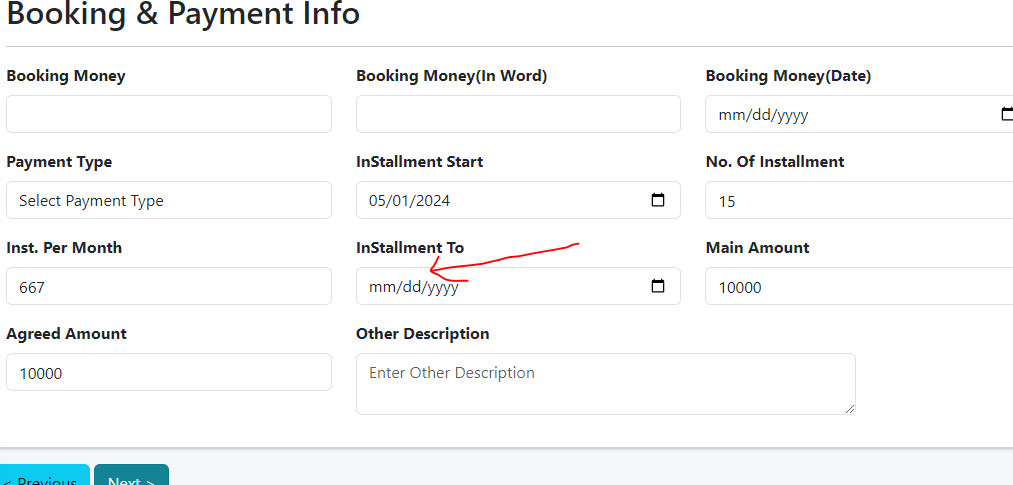 Booking & Payment Info
Booking Money
Booking Money(In Word)
Booking Money(Date)
mm/dd/yyyy
Payment Type
InStallment Start
No. Of Installment
Select Payment Type
05/01/2024
15
Inst. Per Month
InStallment To
Main Amount
667
mm/dd/yyyy
10000
Agreed Amount
Other Description
10000
Enter Other Description
< Previous
Next >